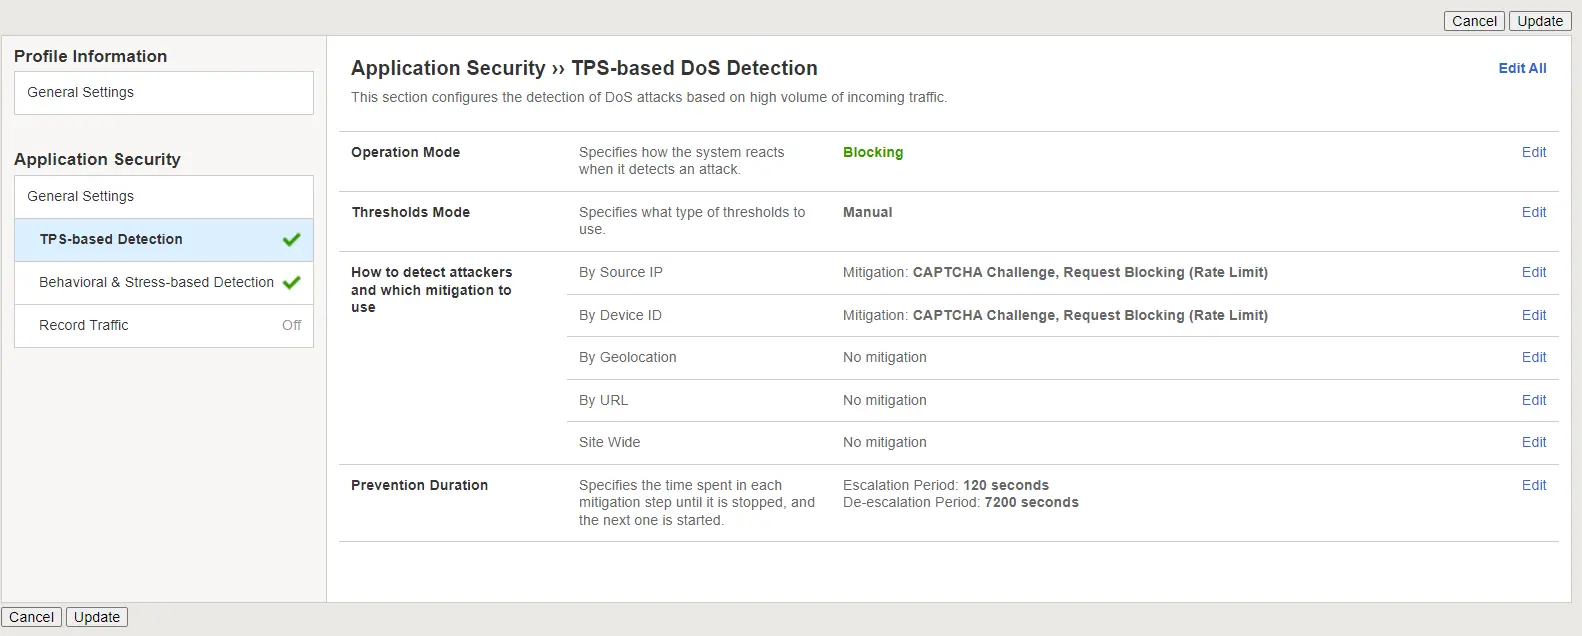 Cancel Update
Profile Information
General Settings
Application Security
General Settings
TPS-based Detection
Behavioral & Stress-based Detection
Record Traffic Off
Application Security ›› TPS-based DoS Detection Edit All
This section configures the detection of DoS attacks based on high volume of incoming traffic.
Operation Mode Specifies how the system reacts Blocking Edit
when it detects an attack.
Thresholds Mode Specifies what type of thresholds to Manual Edit
use.
How to detect attackers By Source IP Mitigation: CAPTCHA Challenge, Request Blocking (Rate Limit) Edit
and which mitigation to
use
By Device ID Mitigation: CAPTCHA Challenge, Request Blocking (Rate Limit) Edit
By Geolocation No mitigation Edit
By URL No mitigation Edit
Site Wide No mitigation Edit
Prevention Duration Specifies the time spent in each Escalation Period: 120 seconds Edit
mitigation step until it is stopped, and De-escalation Period: 7200 seconds
the next one is started.
Cancel Update